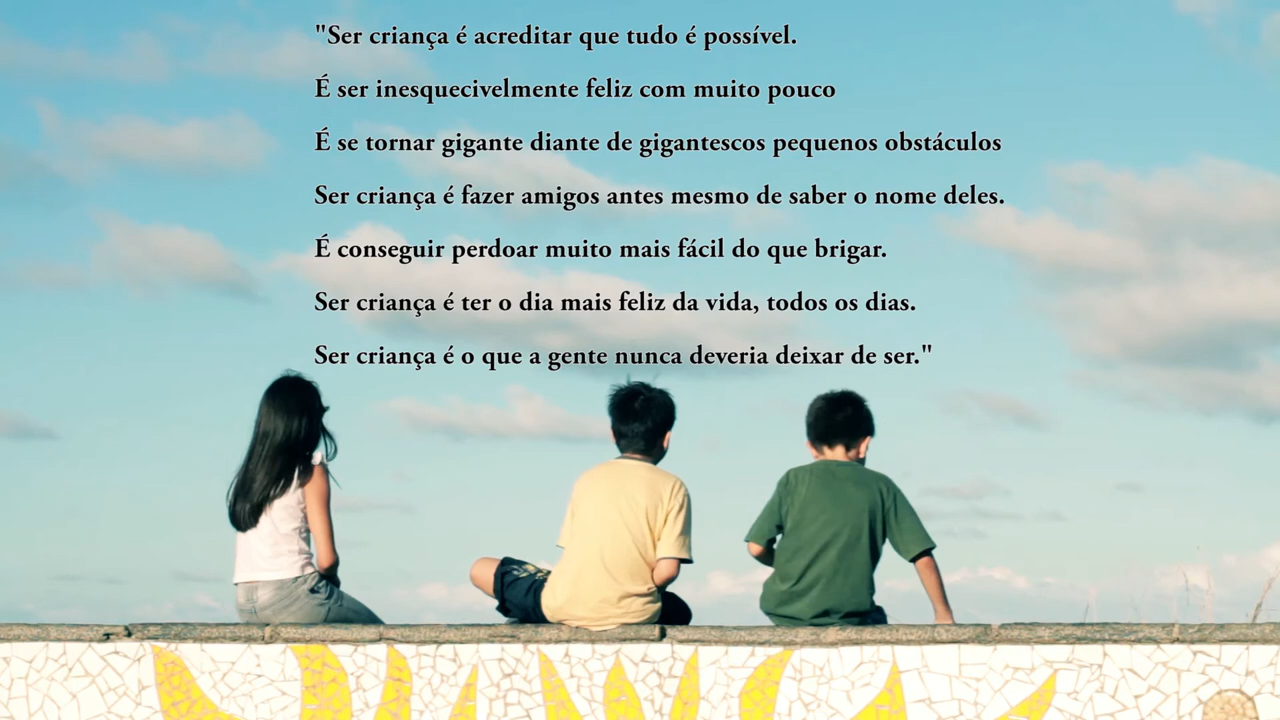 "Ser criança é acreditar que tudo é possível.
É ser inesquecivelmente feliz com muito pouco
É se tornar gigante diante de gigantescos pequenos obstáculos
Ser criança é fazer amigos antes mesmo de saber o nome deles.
É conseguir perdoar muito mais fácil do que brigar.
Ser criança é ter o dia mais feliz da vida, todos os dias.
Ser criança é o que a gente nunca deveria deixar de ser."